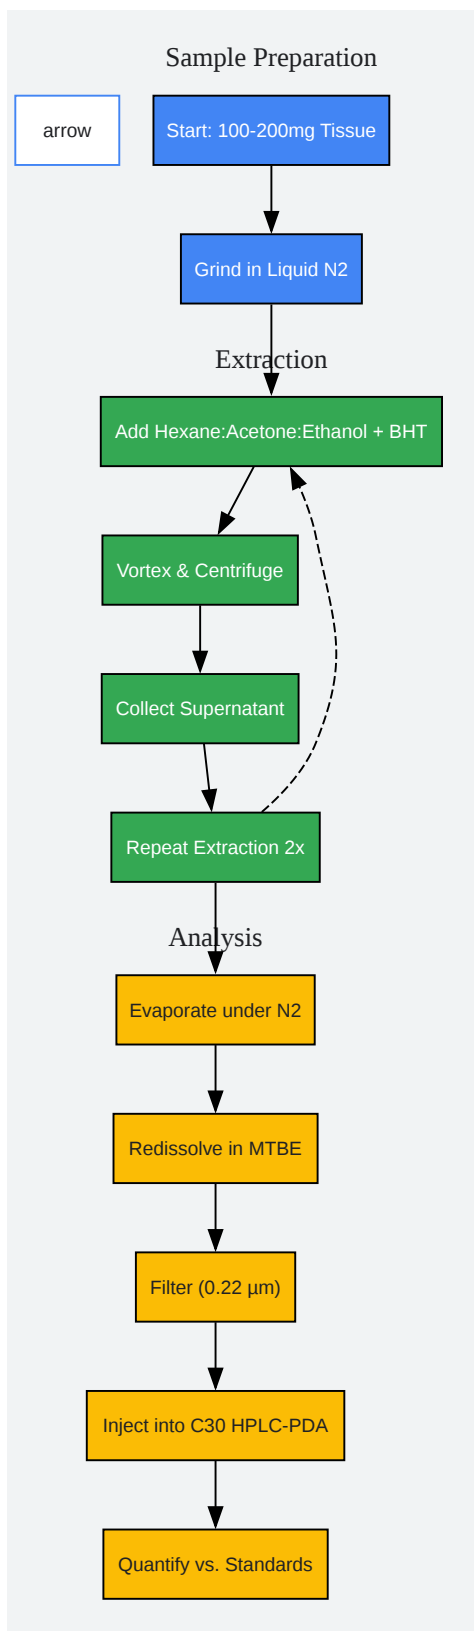 Sample Preparation
arrow
Start: 100-200mg Tissue
Grind in Liquid N2
Extraction
Add Hexane:Acetone:Ethanol + BHT
Vortex & Centrifuge
Collect Supernatant
Repeat Extraction 2x
Analysis
Evaporate under N2
Redissolve in MTBE
Filter (0.22 µm)
Inject into C30 HPLC-PDA
Quantify vs. Standards